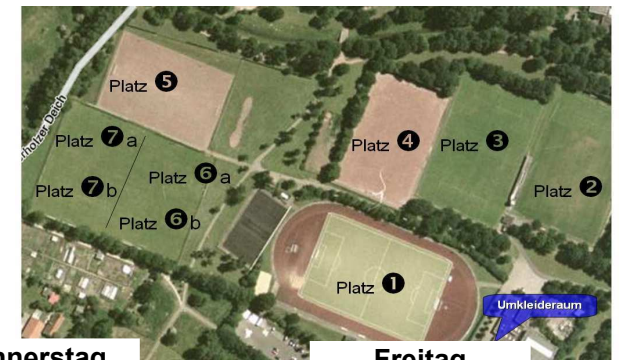 Platz 5
Platz 7 a
Platz 7 b
Platz 6 a
Platz 6 b
Platz 4
Platz 3
Platz 2
Platz 1
Umkleideraum
Freitag